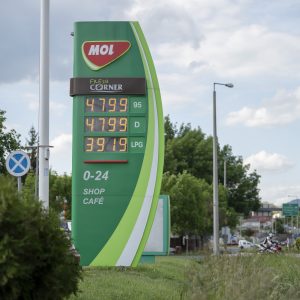 MOL
FRESH
CORNER
479.9 95
479.9 D
391.9 LPG
0-24
SHOP
CAFÉ